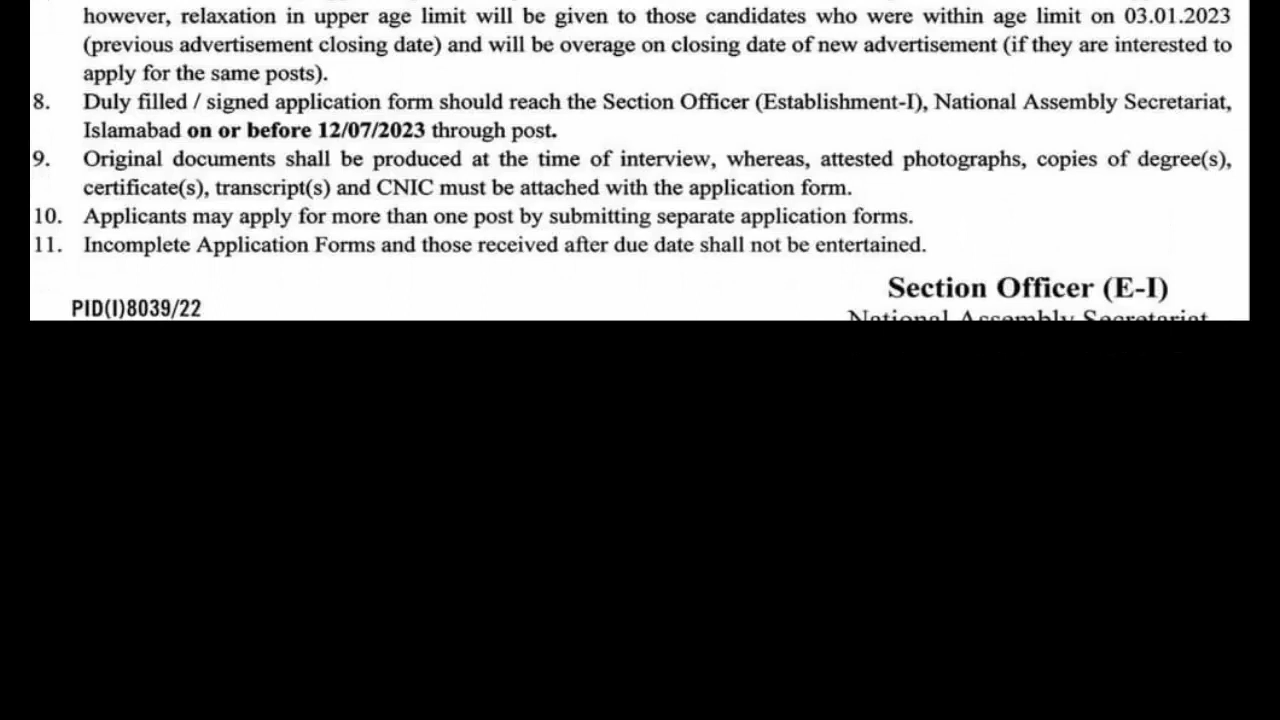 however, relaxation in upper age limit will be given to those candidates who were within age limit on 03.01.2023
(previous advertisement closing date) and will be overage on closing date of new advertisement (if they are interested to
apply for the same posts).
8. Duly filled / signed application form should reach the Section Officer (Establishment-I), National Assembly Secretariat,
Islamabad on or before 12/07/2023 through post.
9. Original documents shall be produced at the time of interview, whereas, attested photographs, copies of degree(s),
certificate(s), transcript(s) and CNIC must be attached with the application form.
10. Applicants may apply for more than one post by submitting separate application forms.
11. Incomplete Application Forms and those received after due date shall not be entertained.
Section Officer (E-I)
PID(I)8039/22
National Assembly Secretariat